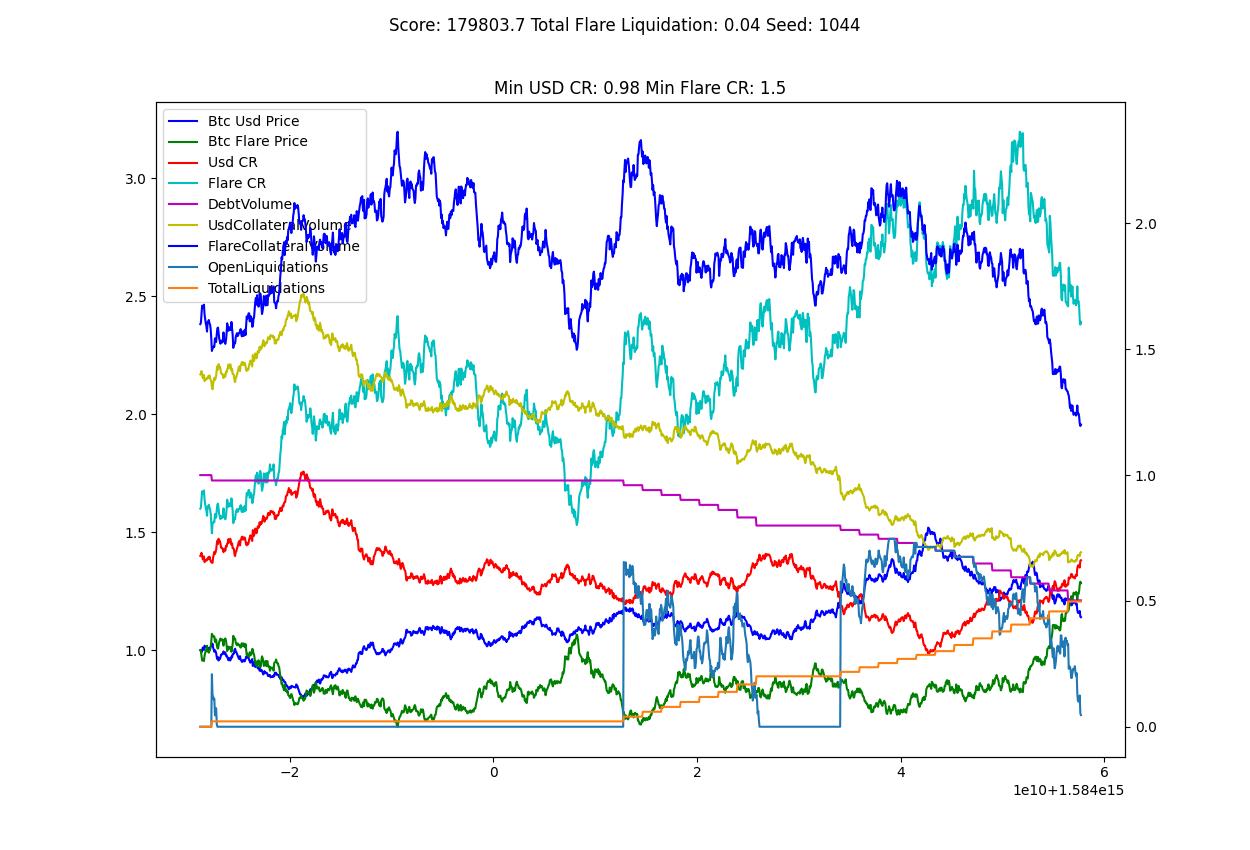 Score: 179803.7 Total Flare Liquidation: 0.04 Seed: 1044
Min USD CR: 0.98 Min Flare CR: 1.5
Btc Usd Price
Btc Flare Price
Usd CR
Flare CR
DebtVolume
UsdCollateralVolume
FlareCollateralVolume
OpenLiquidations
TotalLiquidations
3.0
2.5
2.0
1.5
1.0
2.0
1.5
1.0
0.5
0.0
−2
0
2
4
6
1e10+1.584e15